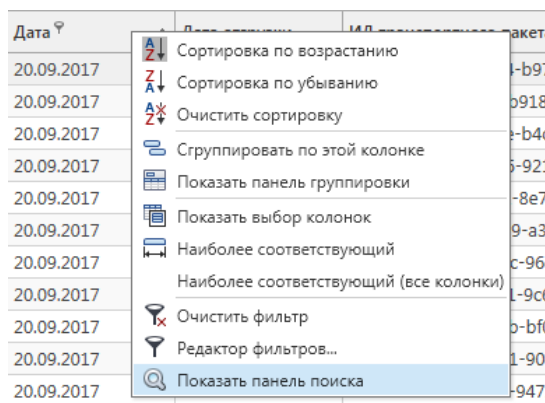 Дата
Сортировка по возрастанию
20.09.2017
Сортировка по убыванию
20.09.2017
Очистить сортировку
20.09.2017
Сгруппировать по этой колонке
20.09.2017
Показать панель группировки
20.09.2017
Показать выбор колонок
20.09.2017
Наиболее соответствующий
20.09.2017
Наиболее соответствующий (все колонки)
20.09.2017
Очистить фильтр
20.09.2017
Редактор фильтров...
20.09.2017
Показать панель поиска
20.09.2017